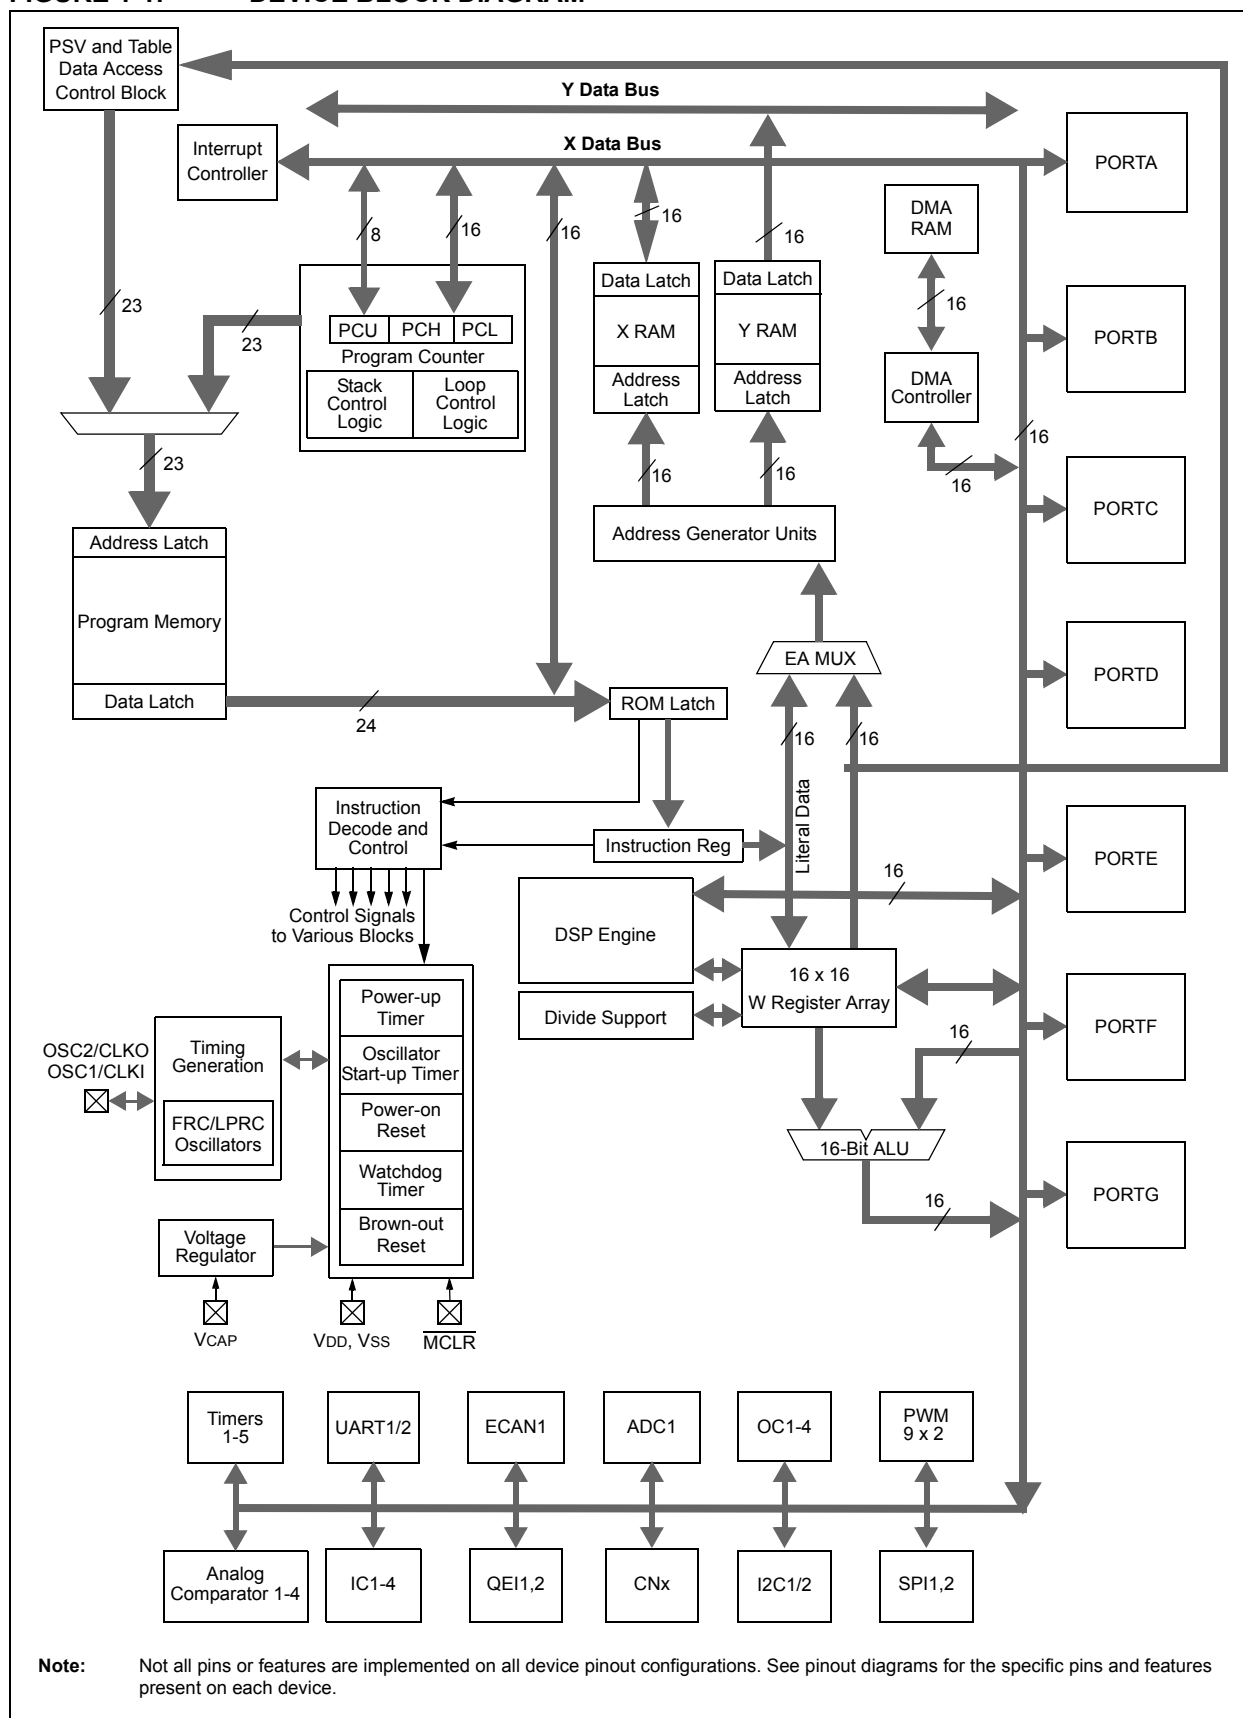 FIGURE 1-1: DEVICE BLOCK DIAGRAM
PSV and Table
Data Access
Control Block
Y Data Bus
X Data Bus
Interrupt
Controller
PORTA
DMA
RAM
8
16
16
16
16
Data Latch
X RAM
Address
Latch
Data Latch
Y RAM
Address
Latch
16
23
23
PCU
PCH
PCL
Program Counter
Stack
Control
Logic
Loop
Control
Logic
PORTB
DMA
Controller
16
16
23
16
16
PORTC
Address Latch
Program Memory
Data Latch
Address Generator Units
EA MUX
PORTD
24
ROM Latch
16
16
Literal Data
Instruction
Decode and
Control
Instruction Reg
PORTE
16
Control Signals
to Various Blocks
DSP Engine
16 x 16
W Register Array
Divide Support
Power-up
Timer
Oscillator
Start-up Timer
Power-on
Reset
Watchdog
Timer
Brown-out
Reset
OSC2/CLKO
OSC1/CLKI
Timing
Generation
FRC/LPRC
Oscillators
16
PORTF
16-Bit ALU
16
PORTG
Voltage
Regulator
VCAP
VDD, VSS
MCLR
Timers
1-5
UART1/2
ECAN1
ADC1
OC1-4
PWM
9 x 2
Analog
Comparator 1-4
IC1-4
QEI1,2
CNx
I2C1/2
SPI1,2
Note: Not all pins or features are implemented on all device pinout configurations. See pinout diagrams for the specific pins and features
present on each device.